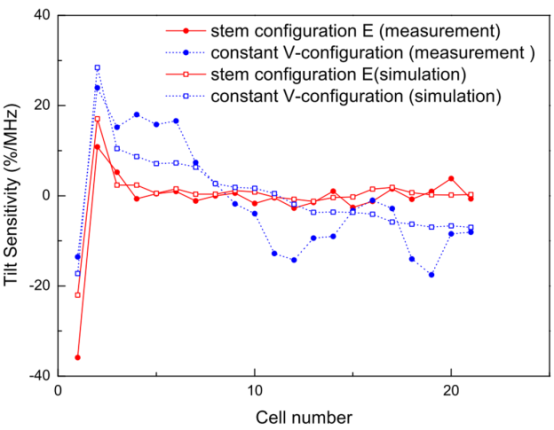 40
stem configuration E (measurement)
constant V-configuration (measurement )
stem configuration E(simulation)
constant V-configuration (simulation)
20
Tilt Sensitivity (%/MHz)
0
-20
-40
0 10 20
Cell number